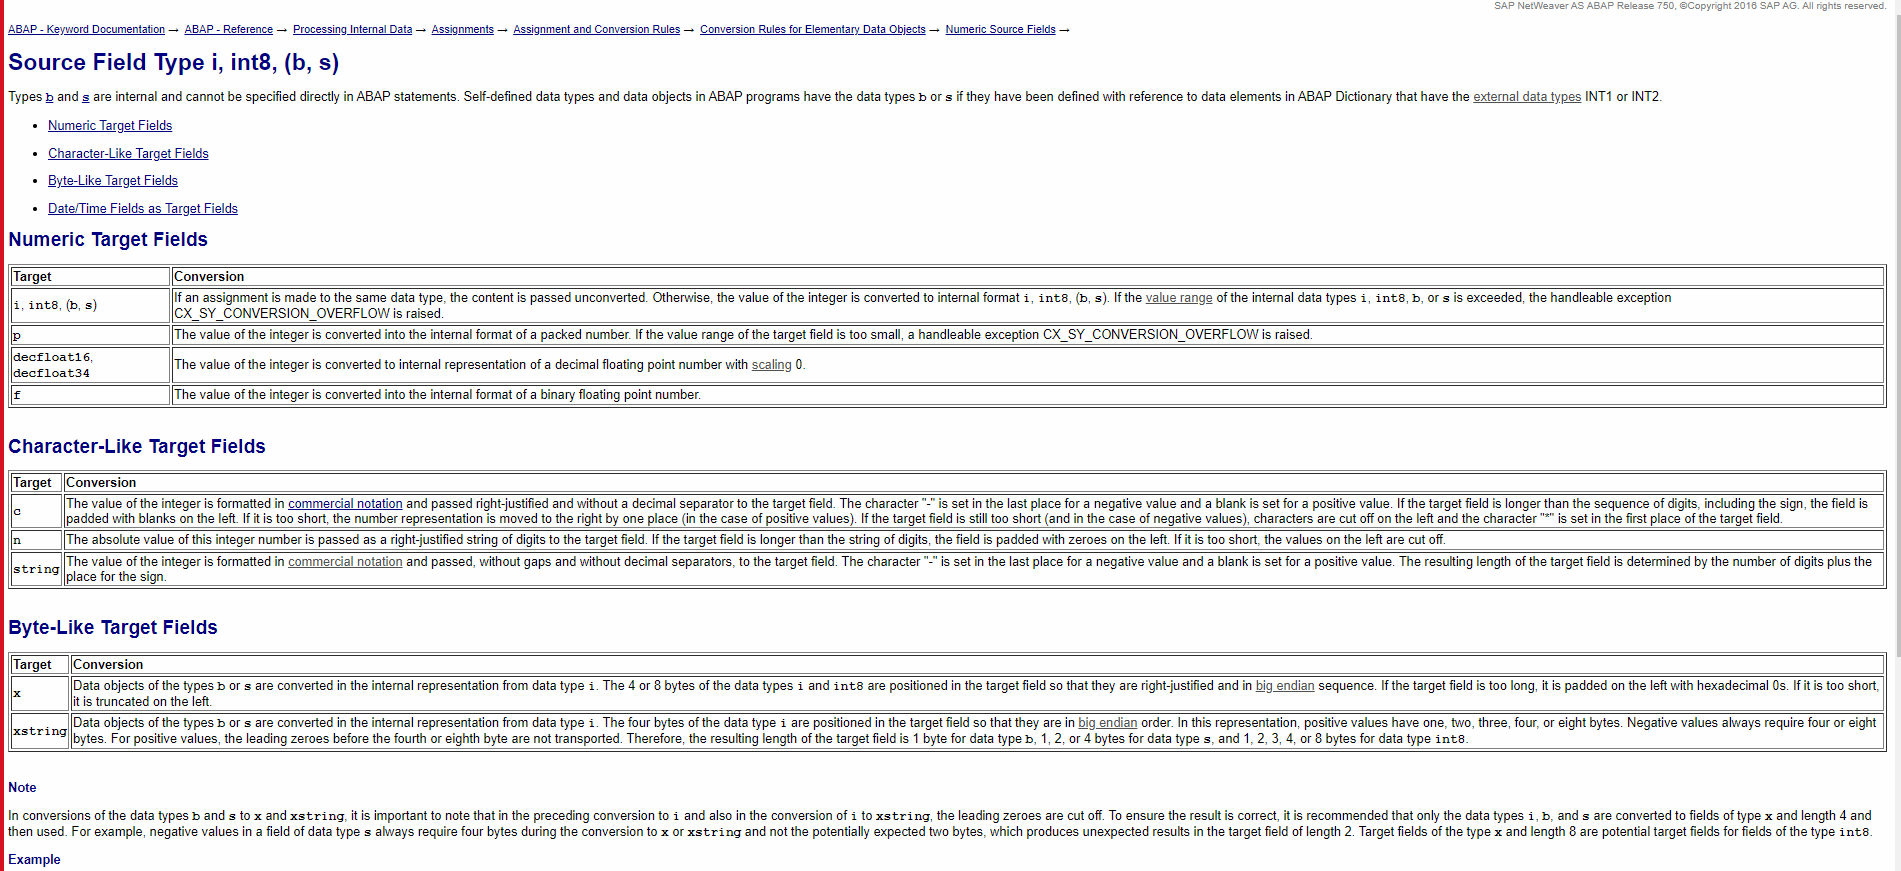 SAP NetWeaver AS ABAP Release 750, ©Copyright 2016 SAP AG. All rights reserved.
ABAP - Keyword Documentation → ABAP - Reference → Processing Internal Data → Assignments → Assignment and Conversion Rules → Conversion Rules for Elementary Data Objects → Numeric Source Fields →
Source Field Type i, int8, (b, s)
Types b and s are internal and cannot be specified directly in ABAP statements. Self-defined data types and data objects in ABAP programs have the data types b or s if they have been defined with reference to data elements in ABAP Dictionary that have the external data types INT1 or INT2.
• Numeric Target Fields
• Character-Like Target Fields
• Byte-Like Target Fields
• Date/Time Fields as Target Fields
Numeric Target Fields
Target Conversion
i, int8, (b, s) If an assignment is made to the same data type, the content is passed unconverted. Otherwise, the value of the integer is converted to internal format i, int8, (b, s). If the value range of the internal data types i, int8, b, or s is exceeded, the handleable exception
CX_SY_CONVERSION_OVERFLOW is raised.
p The value of the integer is converted into the internal format of a packed number. If the value range of the target field is too small, a handleable exception CX_SY_CONVERSION_OVERFLOW is raised.
decfloat16,
decfloat34 The value of the integer is converted to internal representation of a decimal floating point number with scaling 0.
f The value of the integer is converted into the internal format of a binary floating point number.
Character-Like Target Fields
Target Conversion
c The value of the integer is formatted in commercial notation and passed right-justified and without a decimal separator to the target field. The character "-" is set in the last place for a negative value and a blank is set for a positive value. If the target field is longer than the sequence of digits, including the sign, the field is
padded with blanks on the left. If it is too short, the number representation is moved to the right by one place (in the case of positive values). If the target field is still too short (and in the case of negative values), characters are cut off on the left and the character "*" is set in the first place of the target field.
n The absolute value of this integer number is passed as a right-justified string of digits to the target field. If the target field is longer than the string of digits, the field is padded with zeroes on the left. If it is too short, the values on the left are cut off.
string The value of the integer is formatted in commercial notation and passed, without gaps and without decimal separators, to the target field. The character "-" is set in the last place for a negative value and a blank is set for a positive value. The resulting length of the target field is determined by the number of digits plus the
place for the sign.
Byte-Like Target Fields
Target Conversion
x Data objects of the types b or s are converted in the internal representation from data type i. The 4 or 8 bytes of the data types i and int8 are positioned in the target field so that they are right-justified and in big endian sequence. If the target field is too long, it is padded on the left with hexadecimal 0s. If it is too short,
it is truncated on the left.
xstring Data objects of the types b or s are converted in the internal representation from data type i. The four bytes of the data type i are positioned in the target field so that they are in big endian order. In this representation, positive values have one, two, three, four, or eight bytes. Negative values always require four or eight
bytes. For positive values, the leading zeroes before the fourth or eighth byte are not transported. Therefore, the resulting length of the target field is 1 byte for data type b, 1, 2, or 4 bytes for data type s, and 1, 2, 3, 4, or 8 bytes for data type int8.
Note
In conversions of the data types b and s to x and xstring, it is important to note that in the preceding conversion to i and also in the conversion of i to xstring, the leading zeroes are cut off. To ensure the result is correct, it is recommended that only the data types i, b, and s are converted to fields of type x and length 4 and
then used. For example, negative values in a field of data type s always require four bytes during the conversion to x or xstring and not the potentially expected two bytes, which produces unexpected results in the target field of length 2. Target fields of the type x and length 8 are potential target fields for fields of the type int8.
Example